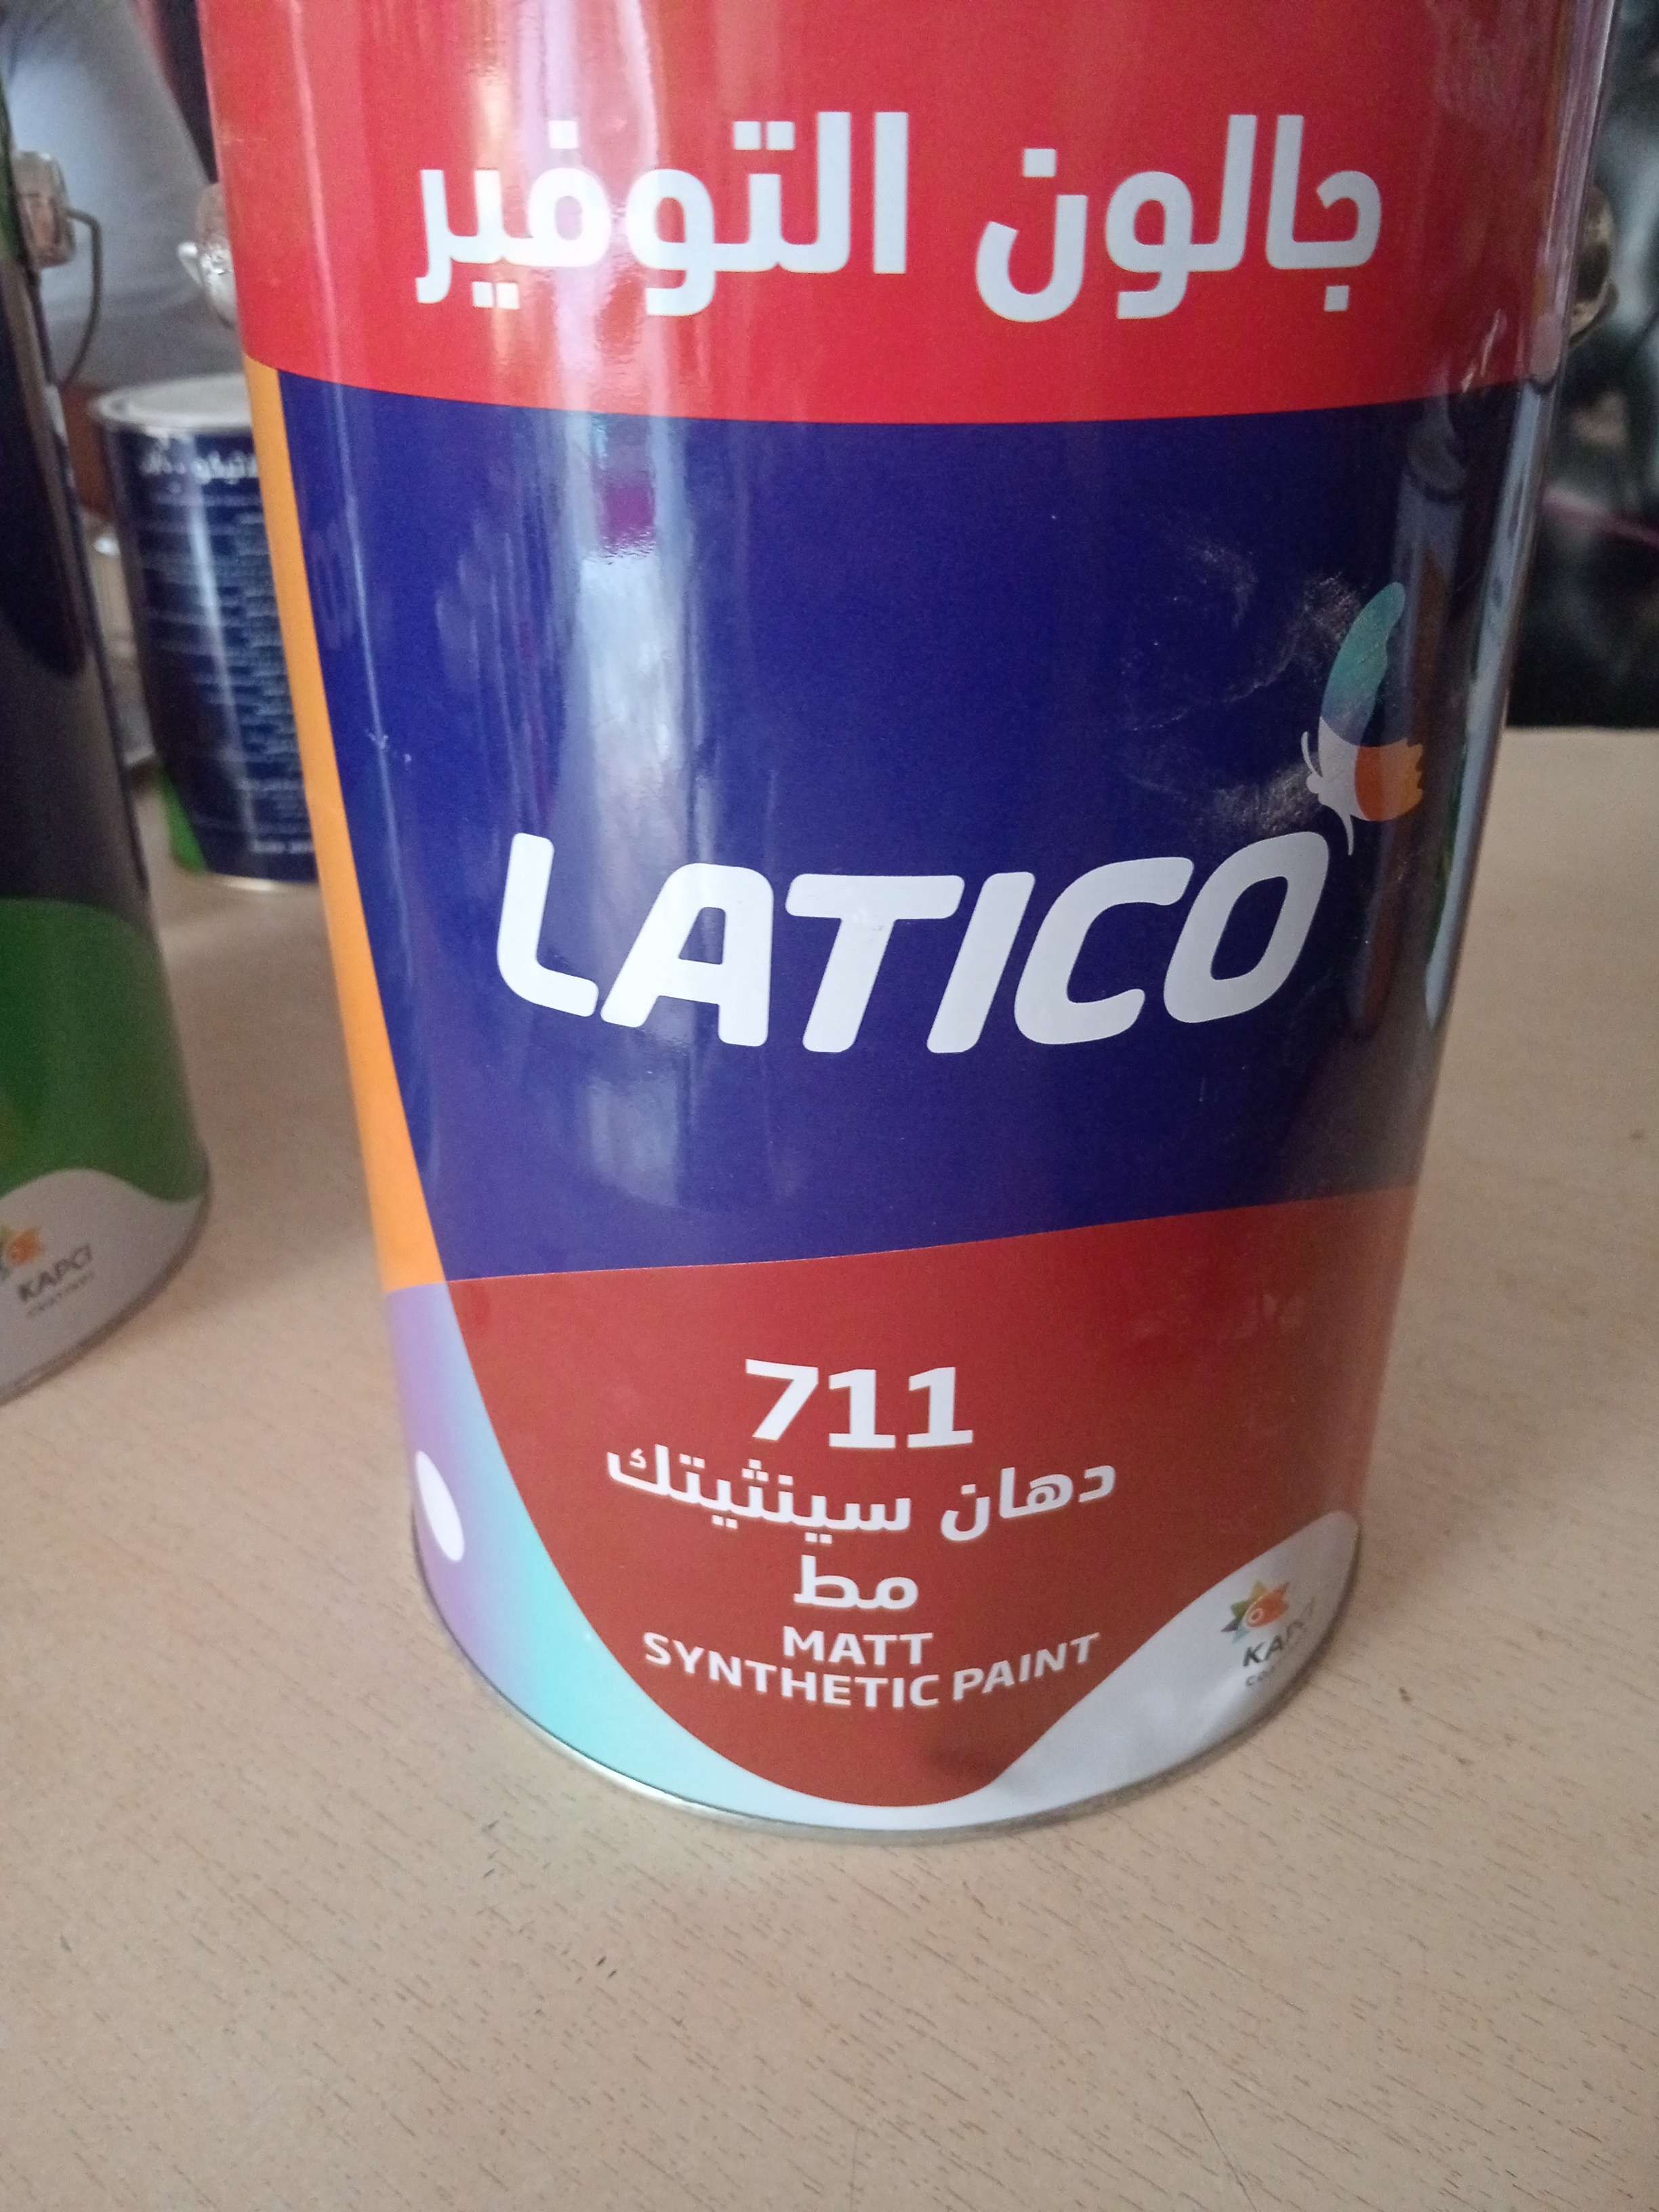 جالون التوفير
LATICO
711
دهان سينثيتك
مط
MATT
SYNTHETIC PAINT
KAPCI